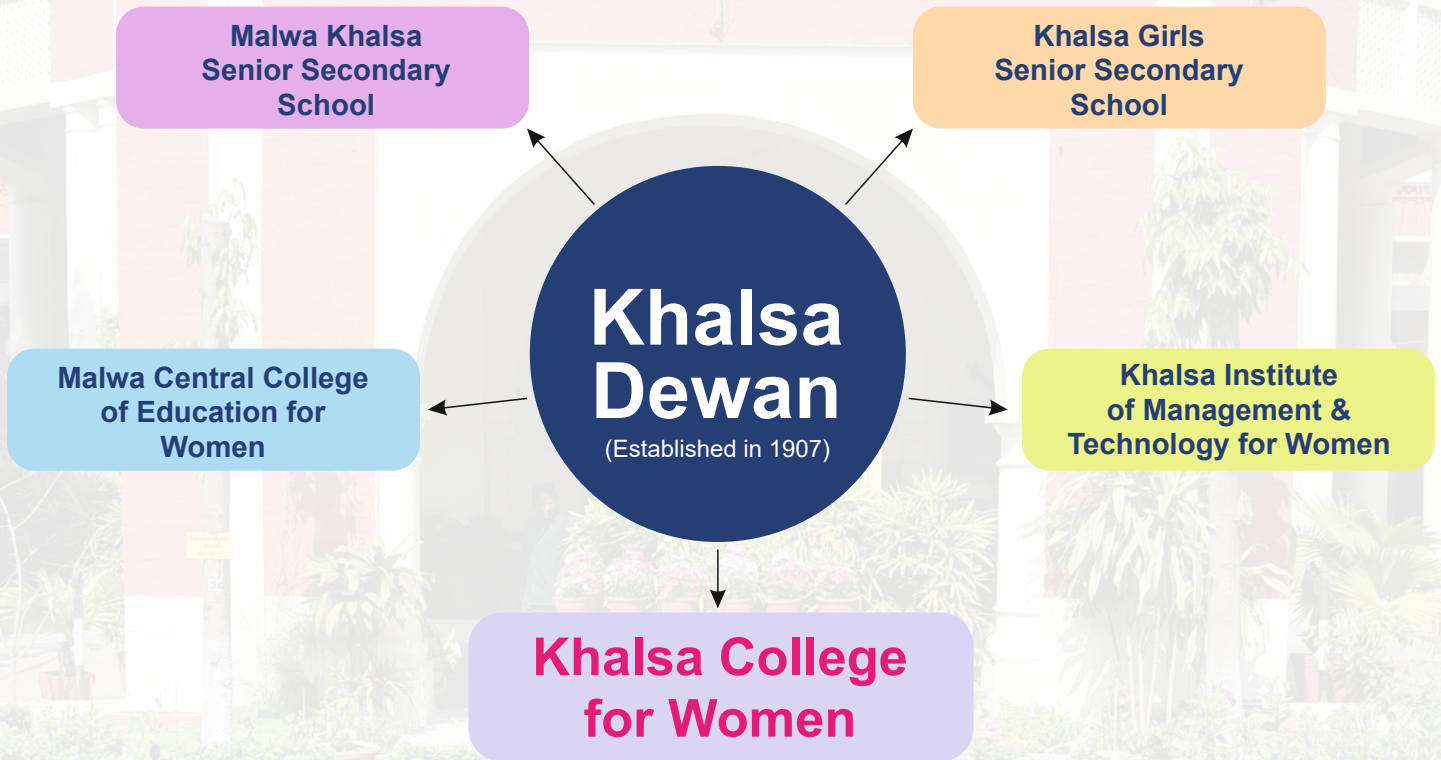 Malwa Khalsa
Senior Secondary
School
Khalsa Girls
Senior Secondary
School
Khalsa
Dewan
(Established in 1907)
Malwa Central College
of Education for
Women
Khalsa Institute
of Management &
Technology for Women
Khalsa College
for Women